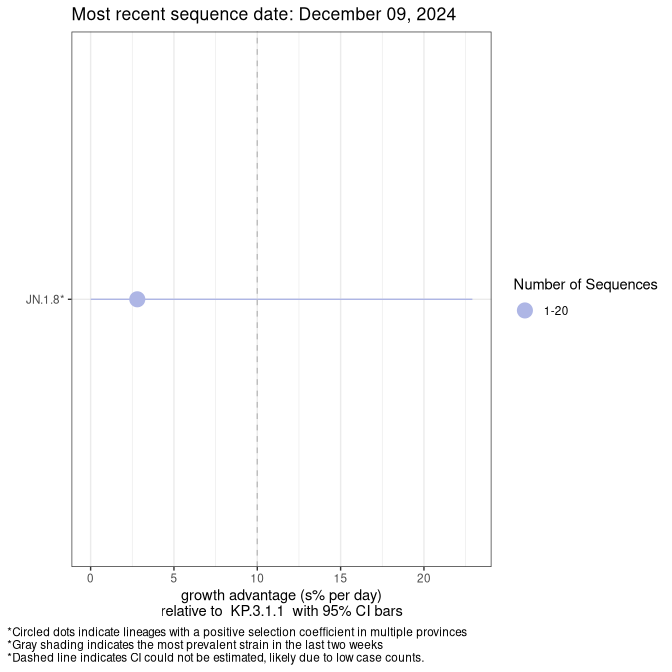 Most recent sequence date: December 09, 2024
JN.1.8*
Number of Sequences
1-20
0 5 10 15 20
growth advantage (s% per day)
relative to KP.3.1.1 with 95% CI bars
*Circled dots indicate lineages with a positive selection coefficient in multiple provinces
*Gray shading indicates the most prevalent strain in the last two weeks
*Dashed line indicates CI could not be estimated, likely due to low case counts.